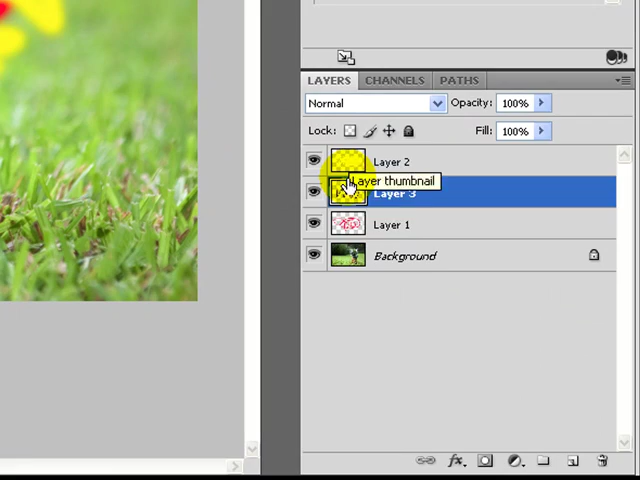 LAYERS CHANNELS PATHS
Normal Opacity: 100%
Lock: Fill: 100%
Layer 2
Layer thumbnail
Layer 3
Layer 1
Background
fx.